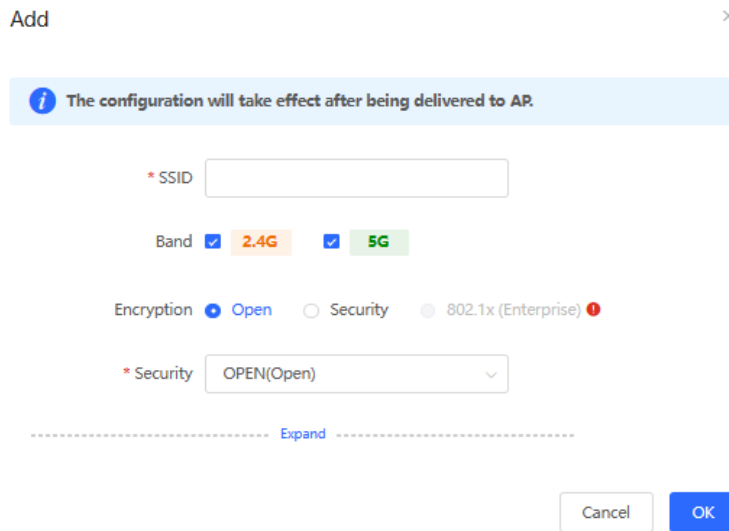 Add
The configuration will take effect after being delivered to AP.
* SSID
Band 2.4G 5G
Encryption Open Security 802.1x (Enterprise)
* Security OPEN(Open)
Expand
Cancel OK